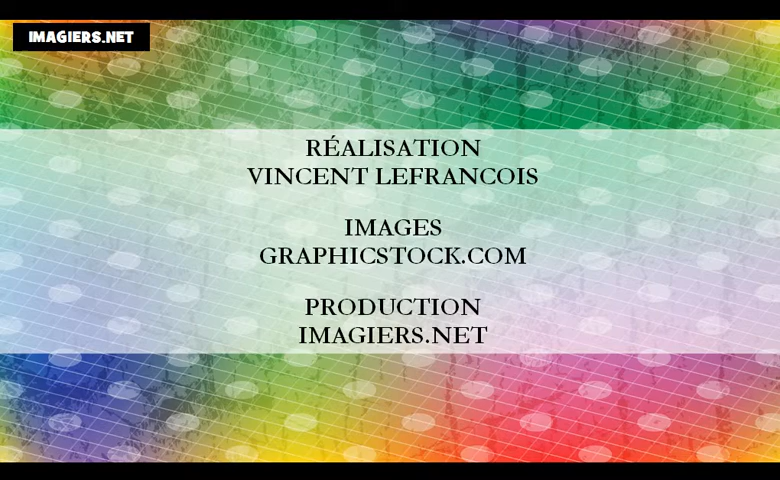 IMAGIERS.NET
RÉALISATION
VINCENT LEFRANCOIS
IMAGES
GRAPHICSTOCK.COM
PRODUCTION
IMAGIERS.NET